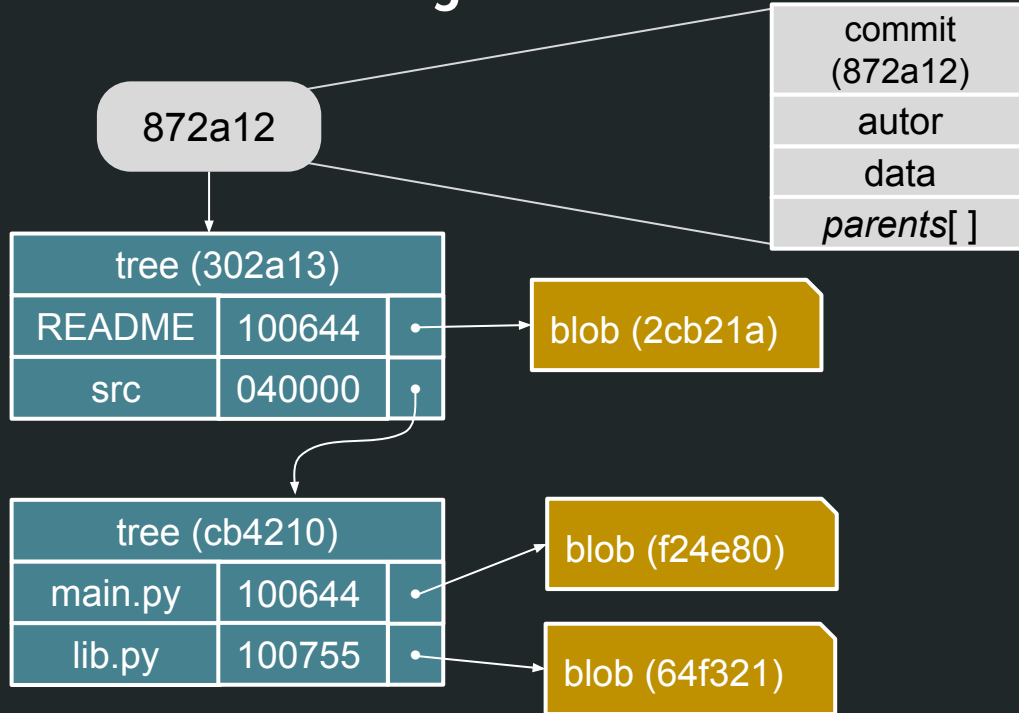 commit
(872a12)
autor
data
parents[ ]
872a12
tree (302a13)
README 100644
src 040000
blob (2cb21a)
tree (cb4210)
main.py 100644
lib.py 100755
blob (f24e80)
blob (64f321)